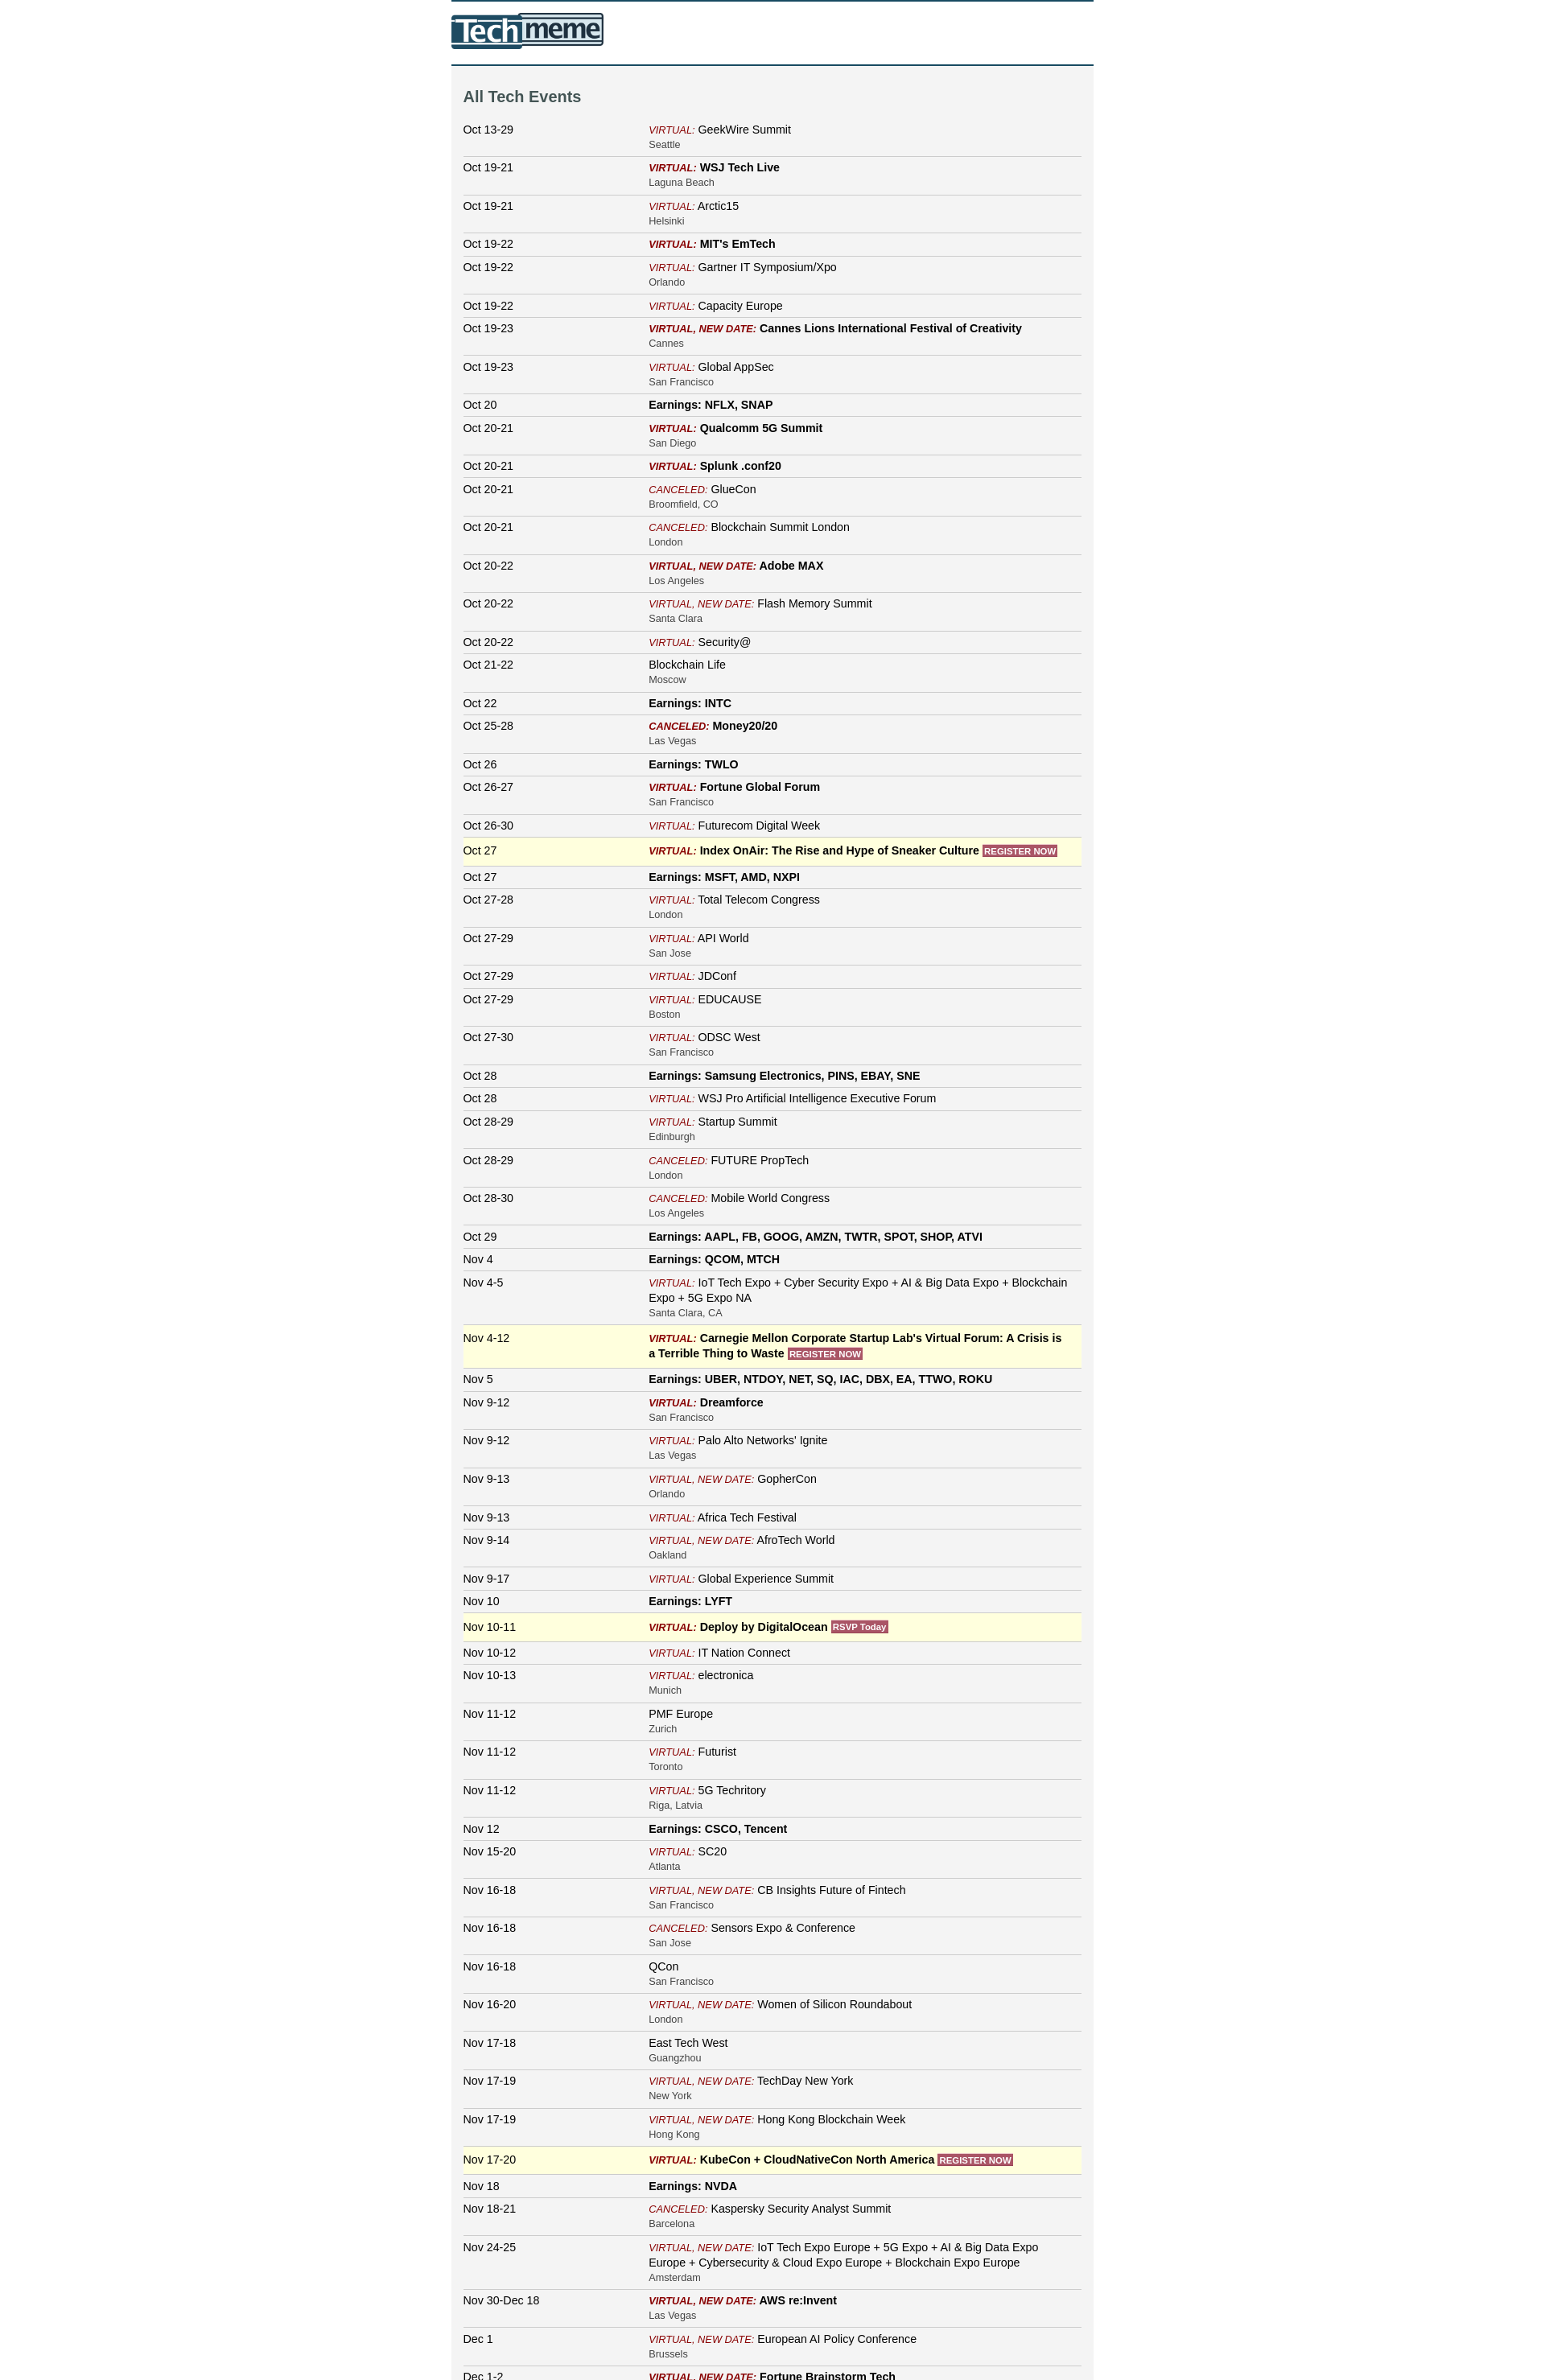 Techmeme
All Tech Events
Oct 13-29 VIRTUAL: GeekWire Summit
Seattle
Oct 19-21 VIRTUAL: WSJ Tech Live
Laguna Beach
Oct 19-21 VIRTUAL: Arctic15
Helsinki
Oct 19-22 VIRTUAL: MIT's EmTech
Oct 19-22 VIRTUAL: Gartner IT Symposium/Xpo
Orlando
Oct 19-22 VIRTUAL: Capacity Europe
Oct 19-23 VIRTUAL, NEW DATE: Cannes Lions International Festival of Creativity
Cannes
Oct 19-23 VIRTUAL: Global AppSec
San Francisco
Oct 20 Earnings: NFLX, SNAP
Oct 20-21 VIRTUAL: Qualcomm 5G Summit
San Diego
Oct 20-21 VIRTUAL: Splunk .conf20
Oct 20-21 CANCELED: GlueCon
Broomfield, CO
Oct 20-21 CANCELED: Blockchain Summit London
London
Oct 20-22 VIRTUAL, NEW DATE: Adobe MAX
Los Angeles
Oct 20-22 VIRTUAL, NEW DATE: Flash Memory Summit
Santa Clara
Oct 20-22 VIRTUAL: Security@
Oct 21-22 Blockchain Life
Moscow
Oct 22 Earnings: INTC
Oct 25-28 CANCELED: Money20/20
Las Vegas
Oct 26 Earnings: TWLO
Oct 26-27 VIRTUAL: Fortune Global Forum
San Francisco
Oct 26-30 VIRTUAL: Futurecom Digital Week
Oct 27 VIRTUAL: Index OnAir: The Rise and Hype of Sneaker Culture REGISTER NOW
Oct 27 Earnings: MSFT, AMD, NXPI
Oct 27-28 VIRTUAL: Total Telecom Congress
London
Oct 27-29 VIRTUAL: API World
San Jose
Oct 27-29 VIRTUAL: JDConf
Oct 27-29 VIRTUAL: EDUCAUSE
Boston
Oct 27-30 VIRTUAL: ODSC West
San Francisco
Oct 28 Earnings: Samsung Electronics, PINS, EBAY, SNE
Oct 28 VIRTUAL: WSJ Pro Artificial Intelligence Executive Forum
Oct 28-29 VIRTUAL: Startup Summit
Edinburgh
Oct 28-29 CANCELED: FUTURE PropTech
London
Oct 28-30 CANCELED: Mobile World Congress
Los Angeles
Oct 29 Earnings: AAPL, FB, GOOG, AMZN, TWTR, SPOT, SHOP, ATVI
Nov 4 Earnings: QCOM, MTCH
Nov 4-5 VIRTUAL: IoT Tech Expo + Cyber Security Expo + AI & Big Data Expo + Blockchain
Expo + 5G Expo NA
Santa Clara, CA
Nov 4-12 VIRTUAL: Carnegie Mellon Corporate Startup Lab's Virtual Forum: A Crisis is
a Terrible Thing to Waste REGISTER NOW
Nov 5 Earnings: UBER, NTDOY, NET, SQ, IAC, DBX, EA, TTWO, ROKU
Nov 9-12 VIRTUAL: Dreamforce
San Francisco
Nov 9-12 VIRTUAL: Palo Alto Networks' Ignite
Las Vegas
Nov 9-13 VIRTUAL, NEW DATE: GopherCon
Orlando
Nov 9-13 VIRTUAL: Africa Tech Festival
Nov 9-14 VIRTUAL, NEW DATE: AfroTech World
Oakland
Nov 9-17 VIRTUAL: Global Experience Summit
Nov 10 Earnings: LYFT
Nov 10-11 VIRTUAL: Deploy by DigitalOcean RSVP Today
Nov 10-12 VIRTUAL: IT Nation Connect
Nov 10-13 VIRTUAL: electronica
Munich
Nov 11-12 PMF Europe
Zurich
Nov 11-12 VIRTUAL: Futurist
Toronto
Nov 11-12 VIRTUAL: 5G Techritory
Riga, Latvia
Nov 12 Earnings: CSCO, Tencent
Nov 15-20 VIRTUAL: SC20
Atlanta
Nov 16-18 VIRTUAL, NEW DATE: CB Insights Future of Fintech
San Francisco
Nov 16-18 CANCELED: Sensors Expo & Conference
San Jose
Nov 16-18 QCon
San Francisco
Nov 16-20 VIRTUAL, NEW DATE: Women of Silicon Roundabout
London
Nov 17-18 East Tech West
Guangzhou
Nov 17-19 VIRTUAL, NEW DATE: TechDay New York
New York
Nov 17-19 VIRTUAL, NEW DATE: Hong Kong Blockchain Week
Hong Kong
Nov 17-20 VIRTUAL: KubeCon + CloudNativeCon North America REGISTER NOW
Nov 18 Earnings: NVDA
Nov 18-21 CANCELED: Kaspersky Security Analyst Summit
Barcelona
Nov 24-25 VIRTUAL, NEW DATE: IoT Tech Expo Europe + 5G Expo + AI & Big Data Expo
Europe + Cybersecurity & Cloud Expo Europe + Blockchain Expo Europe
Amsterdam
Nov 30-Dec 18 VIRTUAL, NEW DATE: AWS re:Invent
Las Vegas
Dec 1 VIRTUAL, NEW DATE: European AI Policy Conference
Brussels
Dec 1-2 VIRTUAL, NEW DATE: Fortune Brainstorm Tech